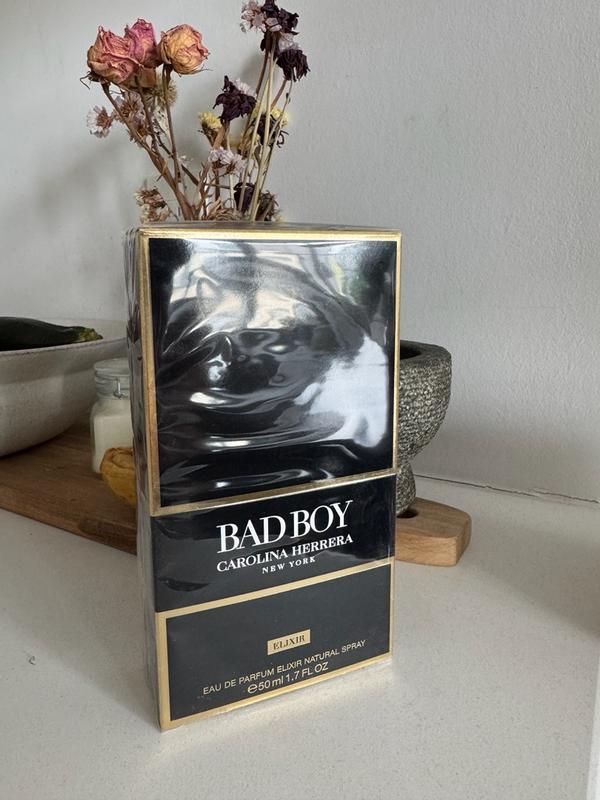 BAD BOY
CAROLINA HERRERA
NEW YORK
ELIXIR
EAU DE PARFUM ELIXIR NATURAL SPRAY
℮50 ml 1.7 FL OZ